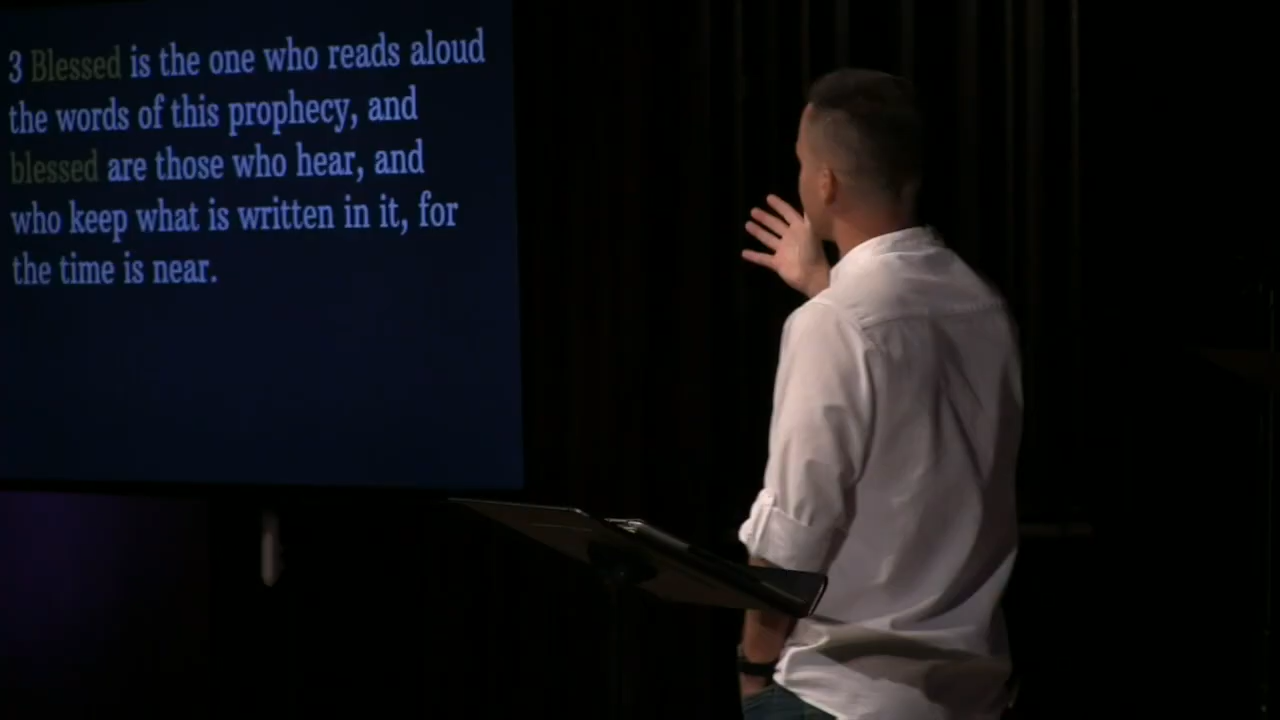 3 Blessed is the one who reads aloud
the words of this prophecy, and
blessed are those who hear, and
who keep what is written in it, for
the time is near.